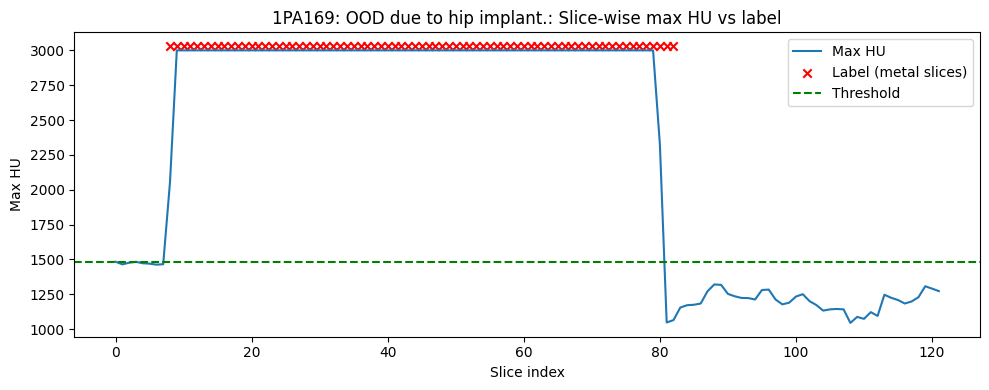 1PA169: OOD due to hip implant.: Slice-wise max HU vs label
Max HU
3000
2750
2500
2250
2000
1750
1500
1250
1000
Max HU
Label (metal slices)
Threshold
0
20
40
60
80
100
120
Slice index